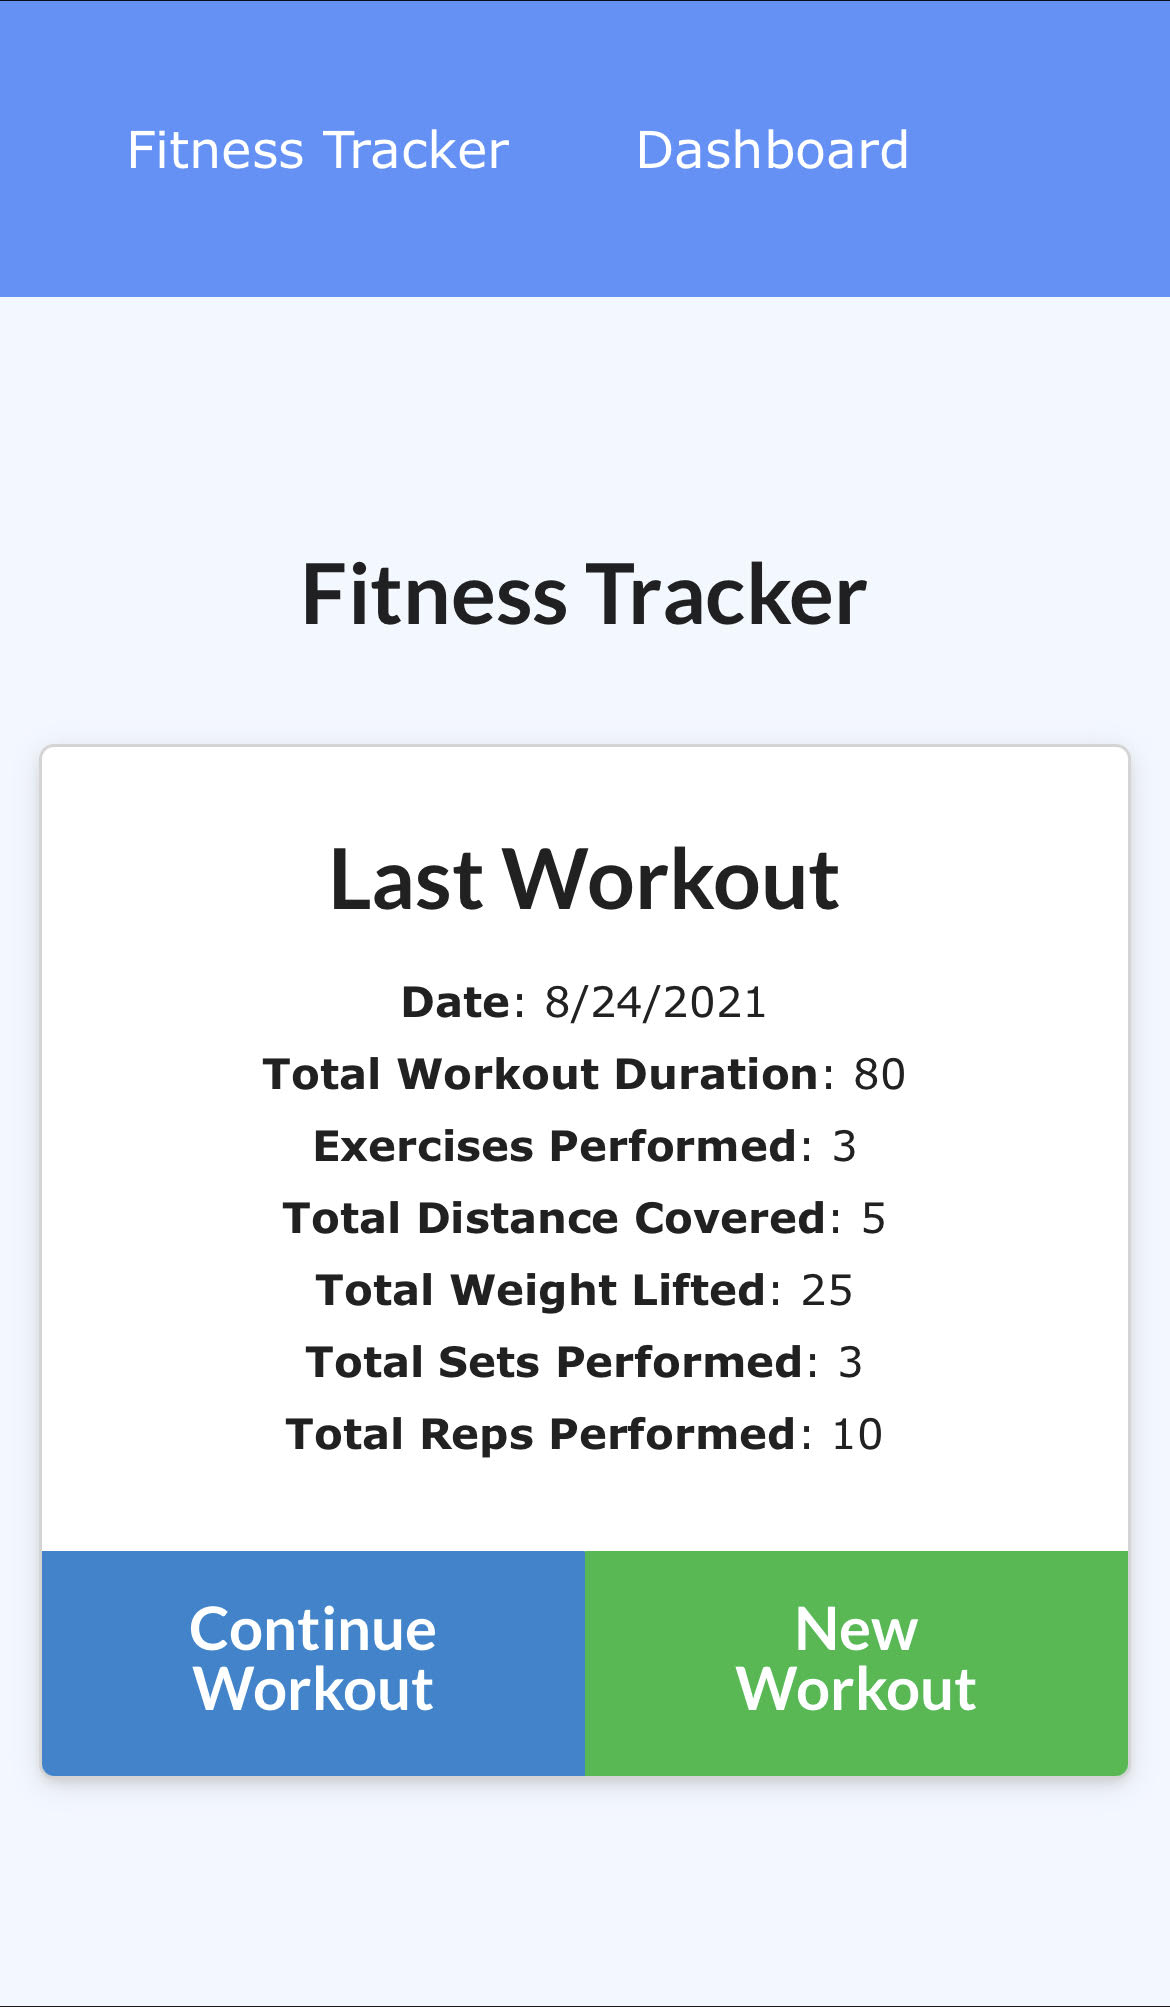 Fitness Tracker Dashboard
Fitness Tracker
Last Workout
Date: 8/24/2021
Total Workout Duration: 80
Exercises Performed: 3
Total Distance Covered: 5
Total Weight Lifted: 25
Total Sets Performed: 3
Total Reps Performed: 10
Continue
Workout
New
Workout